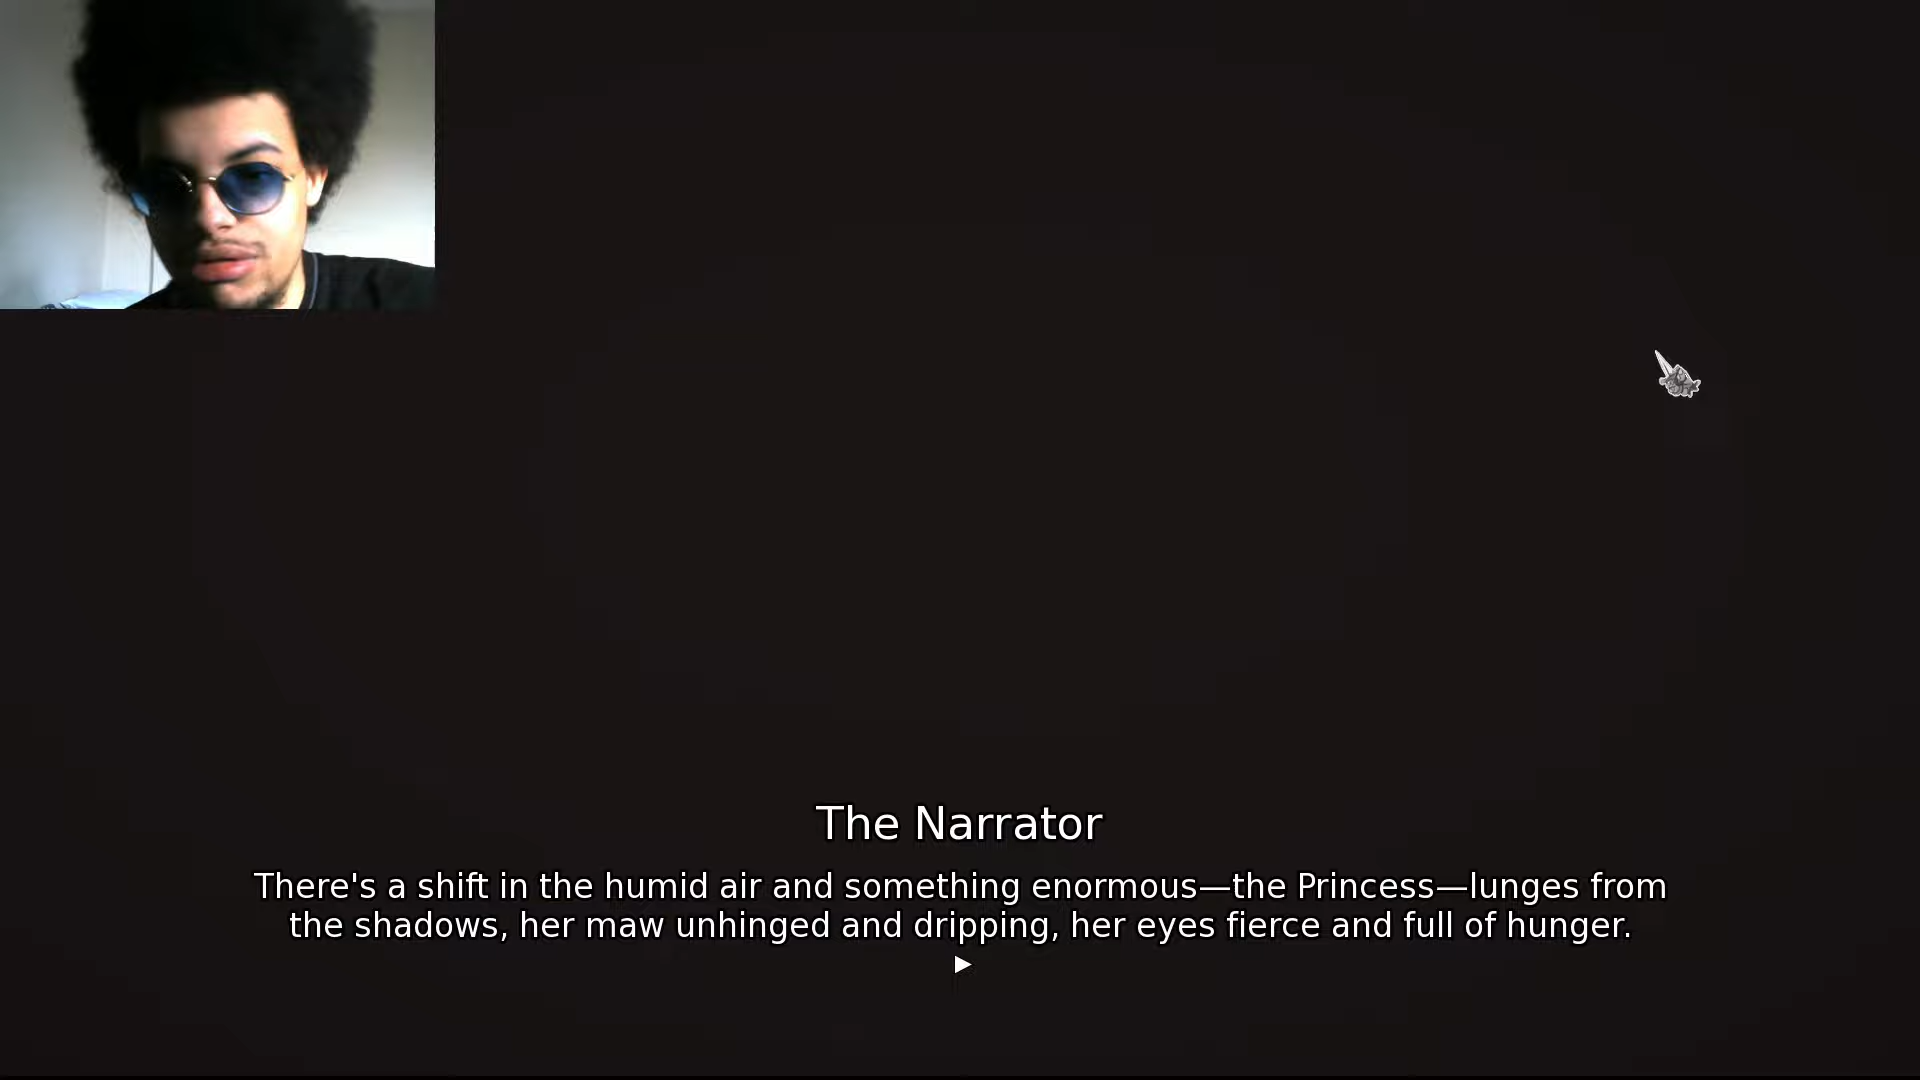 The Narrator
There's a shift in the humid air and something enormous—the Princess—lunges from
the shadows, her maw unhinged and dripping, her eyes fierce and full of hunger.